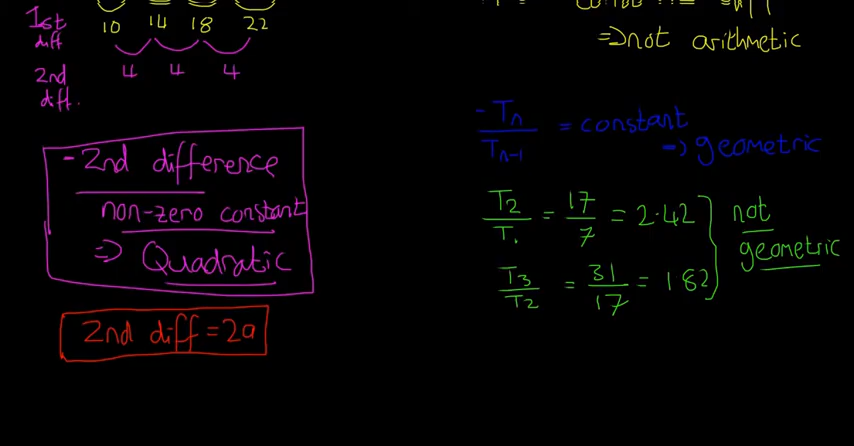 1st
diff
10 14 18 22
2nd
diff.
4 4 4
-2nd difference
non-zero constant
⇒ Quadratic
2nd diff = 2a
⇒ not arithmetic
-Tn
Tn-1
= constant
⇒ geometric
T2/T1 = 17/7 = 2.42
T3/T2 = 31/17 = 1.82
not
geometric